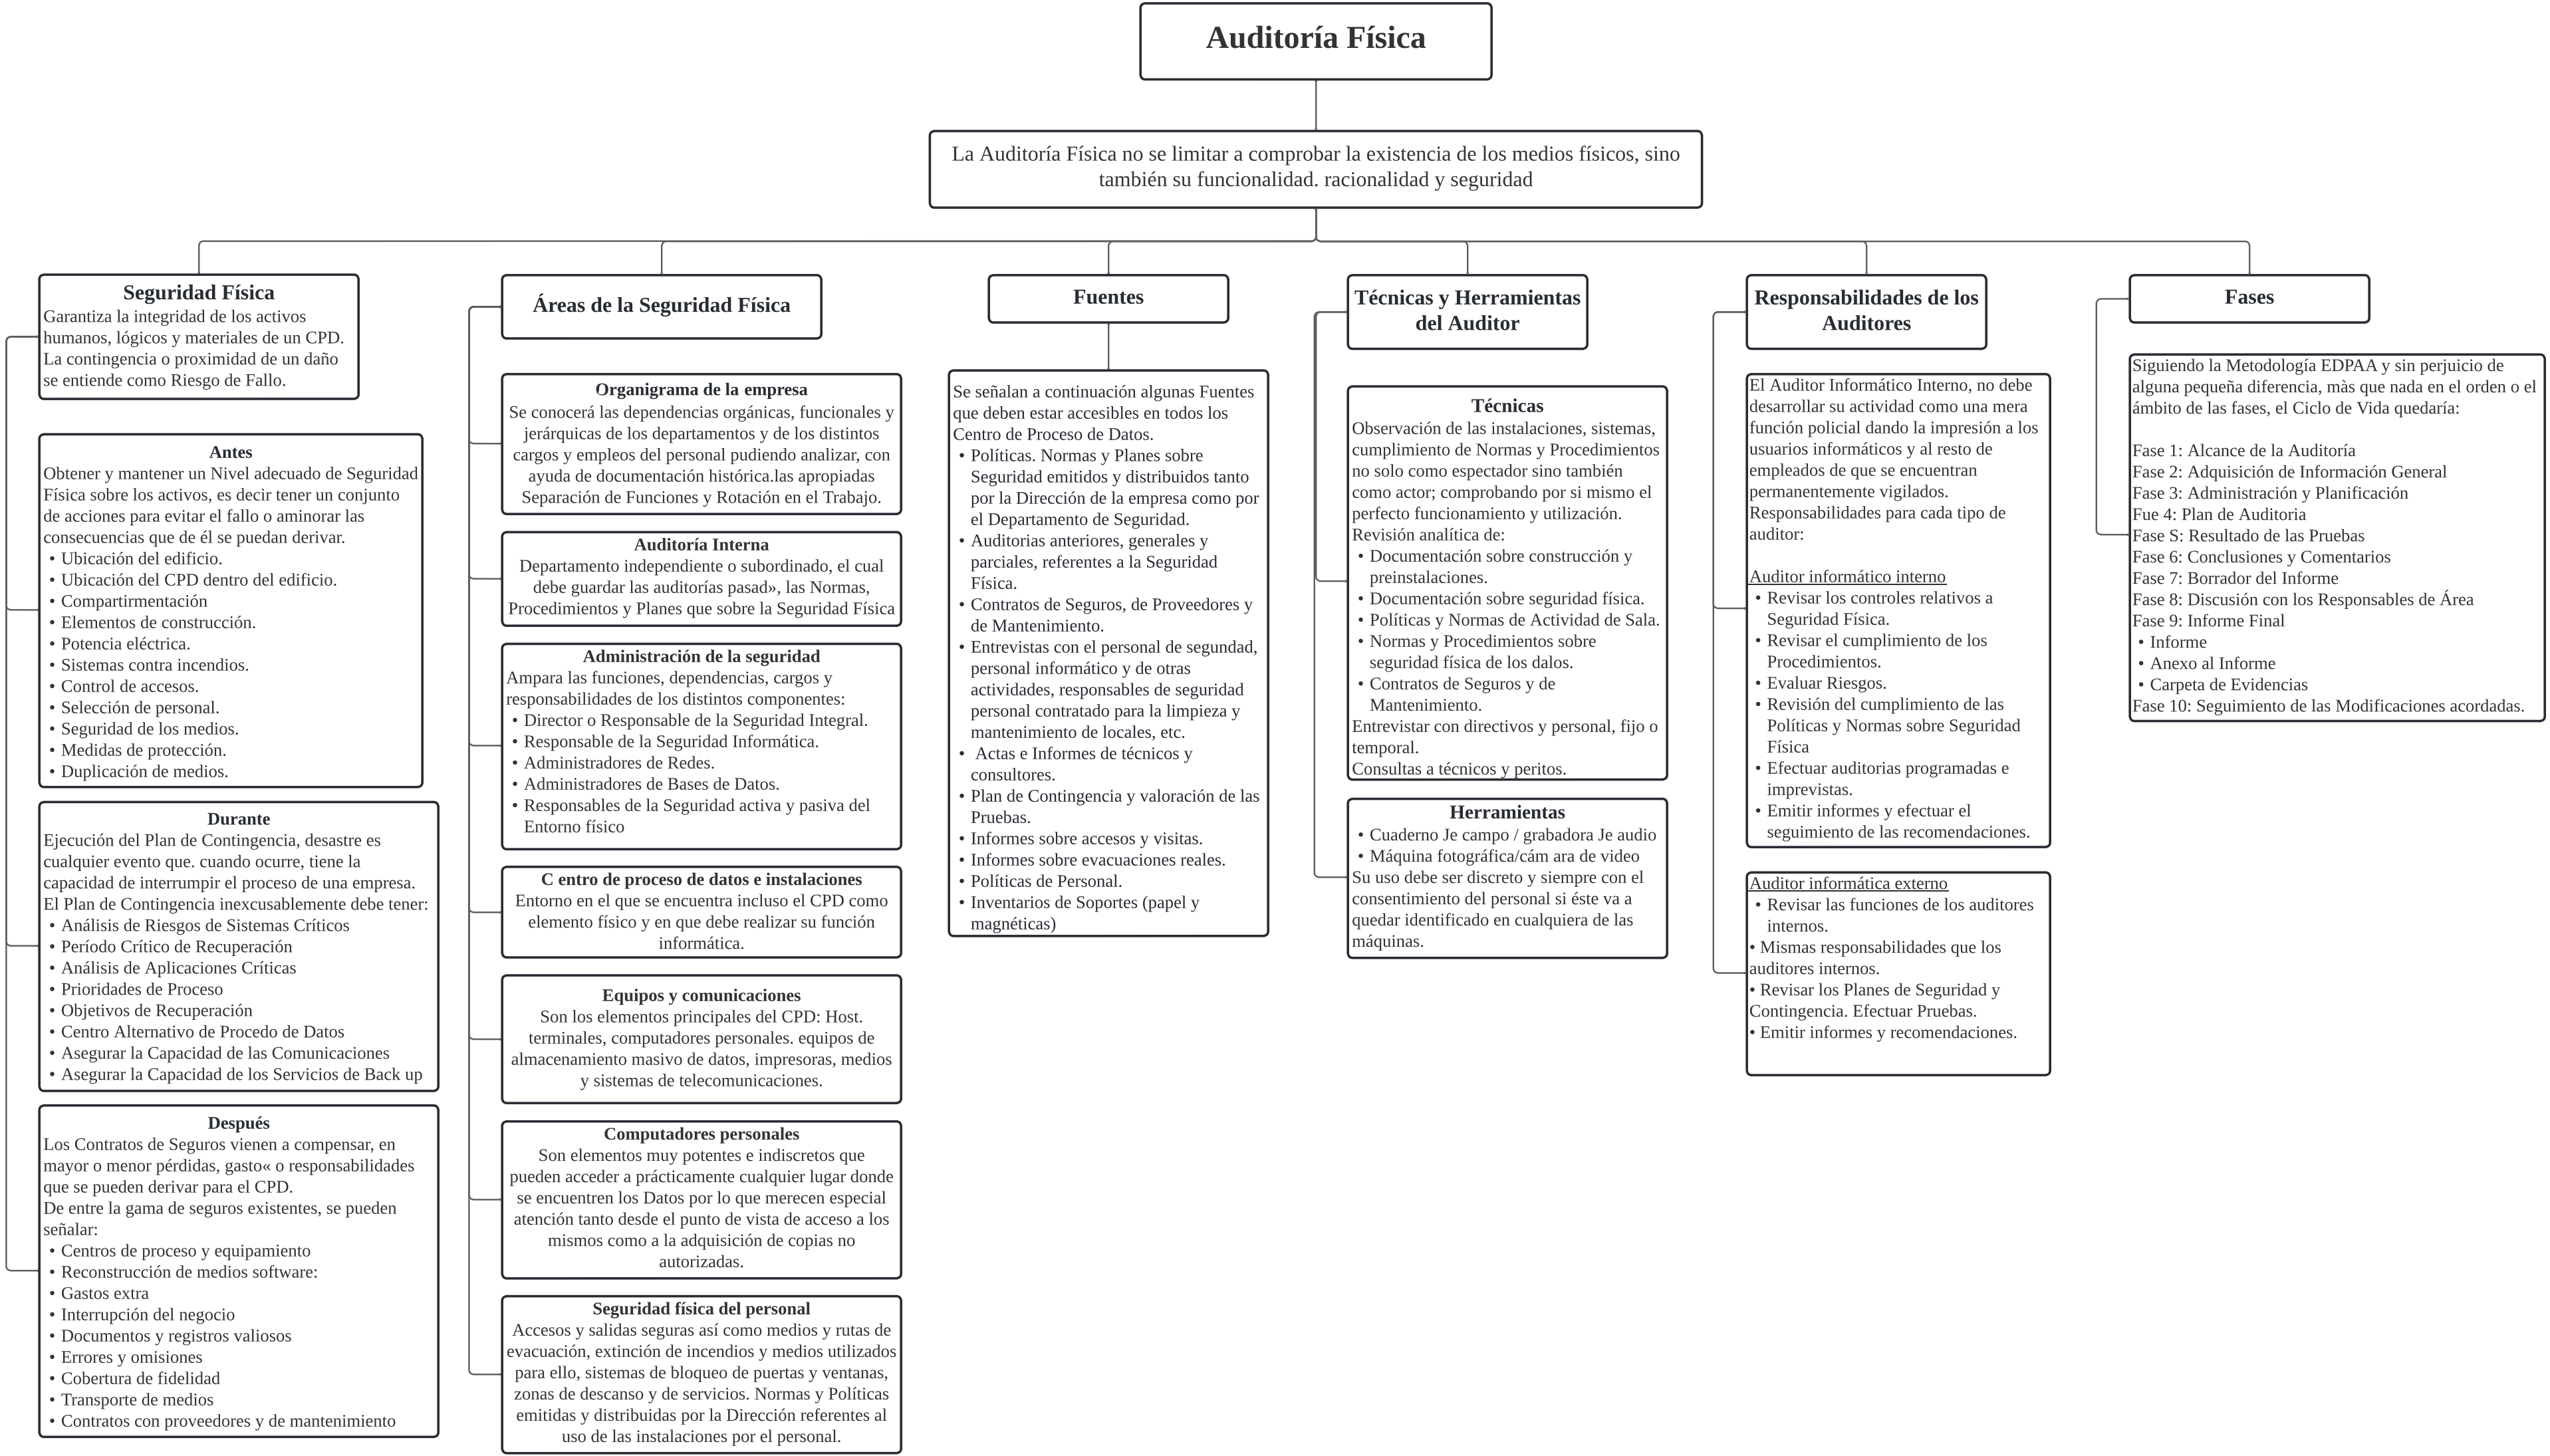 Auditoría Física
La Auditoría Física no se limitar a comprobar la existencia de los medios físicos, sino
también su funcionalidad. racionalidad y seguridad
Seguridad Física
Garantiza la integridad de los activos
humanos, lógicos y materiales de un CPD.
La contingencia o proximidad de un daño
se entiende como Riesgo de Fallo.
Antes
Obtener y mantener un Nivel adecuado de Seguridad
Física sobre los activos, es decir tener un conjunto
de acciones para evitar el fallo o aminorar las
consecuencias que de él se puedan derivar.
• Ubicación del edificio.
• Ubicación del CPD dentro del edificio.
• Compartirmentación
• Elementos de construcción.
• Potencia eléctrica.
• Sistemas contra incendios.
• Control de accesos.
• Selección de personal.
• Seguridad de los medios.
• Medidas de protección.
• Duplicación de medios.
Durante
Ejecución del Plan de Contingencia, desastre es
cualquier evento que. cuando ocurre, tiene la
capacidad de interrumpir el proceso de una empresa.
El Plan de Contingencia inexcusablemente debe tener:
• Análisis de Riesgos de Sistemas Críticos
• Período Crítico de Recuperación
• Análisis de Aplicaciones Críticas
• Prioridades de Proceso
• Objetivos de Recuperación
• Centro Alternativo de Procedo de Datos
• Asegurar la Capacidad de las Comunicaciones
• Asegurar la Capacidad de los Servicios de Back up
Después
Los Contratos de Seguros vienen a compensar, en
mayor o menor pérdidas, gasto« o responsabilidades
que se pueden derivar para el CPD.
De entre la gama de seguros existentes, se pueden
señalar:
• Centros de proceso y equipamiento
• Reconstrucción de medios software:
• Gastos extra
• Interrupción del negocio
• Documentos y registros valiosos
• Errores y omisiones
• Cobertura de fidelidad
• Transporte de medios
• Contratos con proveedores y de mantenimiento
Áreas de la Seguridad Física
Organigrama de la empresa
Se conocerá las dependencias orgánicas, funcionales y
jerárquicas de los departamentos y de los distintos
cargos y empleos del personal pudiendo analizar, con
ayuda de documentación histórica.las apropiadas
Separación de Funciones y Rotación en el Trabajo.
Auditoría Interna
Departamento independiente o subordinado, el cual
debe guardar las auditorías pasad», las Normas,
Procedimientos y Planes que sobre la Seguridad Física
Administración de la seguridad
Ampara las funciones, dependencias, cargos y
responsabilidades de los distintos componentes:
• Director o Responsable de la Seguridad Integral.
• Responsable de la Seguridad Informática.
• Administradores de Redes.
• Administradores de Bases de Datos.
• Responsables de la Seguridad activa y pasiva del
Entorno físico
C entro de proceso de datos e instalaciones
Entorno en el que se encuentra incluso el CPD como
elemento físico y en que debe realizar su función
informática.
Equipos y comunicaciones
Son los elementos principales del CPD: Host.
terminales, computadores personales. equipos de
almacenamiento masivo de datos, impresoras, medios
y sistemas de telecomunicaciones.
Computadores personales
Son elementos muy potentes e indiscretos que
pueden acceder a prácticamente cualquier lugar donde
se encuentren los Datos por lo que merecen especial
atención tanto desde el punto de vista de acceso a los
mismos como a la adquisición de copias no
autorizadas.
Seguridad física del personal
Accesos y salidas seguras así como medios y rutas de
evacuación, extinción de incendios y medios utilizados
para ello, sistemas de bloqueo de puertas y ventanas,
zonas de descanso y de servicios. Normas y Políticas
emitidas y distribuidas por la Dirección referentes al
uso de las instalaciones por el personal.
Fuentes
Se señalan a continuación algunas Fuentes
que deben estar accesibles en todos los
Centro de Proceso de Datos.
• Políticas. Normas y Planes sobre
Seguridad emitidos y distribuidos tanto
por la Dirección de la empresa como por
el Departamento de Seguridad.
• Auditorias anteriores, generales y
parciales, referentes a la Seguridad
Física.
• Contratos de Seguros, de Proveedores y
de Mantenimiento.
• Entrevistas con el personal de segundad,
personal informático y de otras
actividades, responsables de seguridad
personal contratado para la limpieza y
mantenimiento de locales, etc.
• Actas e Informes de técnicos y
consultores.
• Plan de Contingencia y valoración de las
Pruebas.
• Informes sobre accesos y visitas.
• Informes sobre evacuaciones reales.
• Políticas de Personal.
• Inventarios de Soportes (papel y
magnéticas)
Técnicas y Herramientas
del Auditor
Técnicas
Observación de las instalaciones, sistemas,
cumplimiento de Normas y Procedimientos
no solo como espectador sino también
como actor; comprobando por si mismo el
perfecto funcionamiento y utilización.
Revisión analítica de:
• Documentación sobre construcción y
preinstalaciones.
• Documentación sobre seguridad física.
• Políticas y Normas de Actividad de Sala.
• Normas y Procedimientos sobre
seguridad física de los dalos.
• Contratos de Seguros y de
Mantenimiento.
Entrevistar con directivos y personal, fijo o
temporal.
Consultas a técnicos y peritos.
Herramientas
• Cuaderno Je campo / grabadora Je audio
• Máquina fotográfica/cám ara de video
Su uso debe ser discreto y siempre con el
consentimiento del personal si éste va a
quedar identificado en cualquiera de las
máquinas.
Responsabilidades de los
Auditores
El Auditor Informático Interno, no debe
desarrollar su actividad como una mera
función policial dando la impresión a los
usuarios informáticos y al resto de
empleados de que se encuentran
permanentemente vigilados.
Responsabilidades para cada tipo de
auditor:
Auditor informático interno
• Revisar los controles relativos a
Seguridad Física.
• Revisar el cumplimiento de los
Procedimientos.
• Evaluar Riesgos.
• Revisión del cumplimiento de las
Políticas y Normas sobre Seguridad
Física
• Efectuar auditorias programadas e
imprevistas.
• Emitir informes y efectuar el
seguimiento de las recomendaciones.
Auditor informática externo
• Revisar las funciones de los auditores
internos.
• Mismas responsabilidades que los
auditores internos.
• Revisar los Planes de Seguridad y
Contingencia. Efectuar Pruebas.
• Emitir informes y recomendaciones.
Fases
Siguiendo la Metodología EDPAA y sin perjuicio de
alguna pequeña diferencia, màs que nada en el orden o el
ámbito de las fases, el Ciclo de Vida quedaría:
Fase 1: Alcance de la Auditoría
Fase 2: Adquisición de Información General
Fase 3: Administración y Planificación
Fue 4: Plan de Auditoria
Fase S: Resultado de las Pruebas
Fase 6: Conclusiones y Comentarios
Fase 7: Borrador del Informe
Fase 8: Discusión con los Responsables de Área
Fase 9: Informe Final
• Informe
• Anexo al Informe
• Carpeta de Evidencias
Fase 10: Seguimiento de las Modificaciones acordadas.